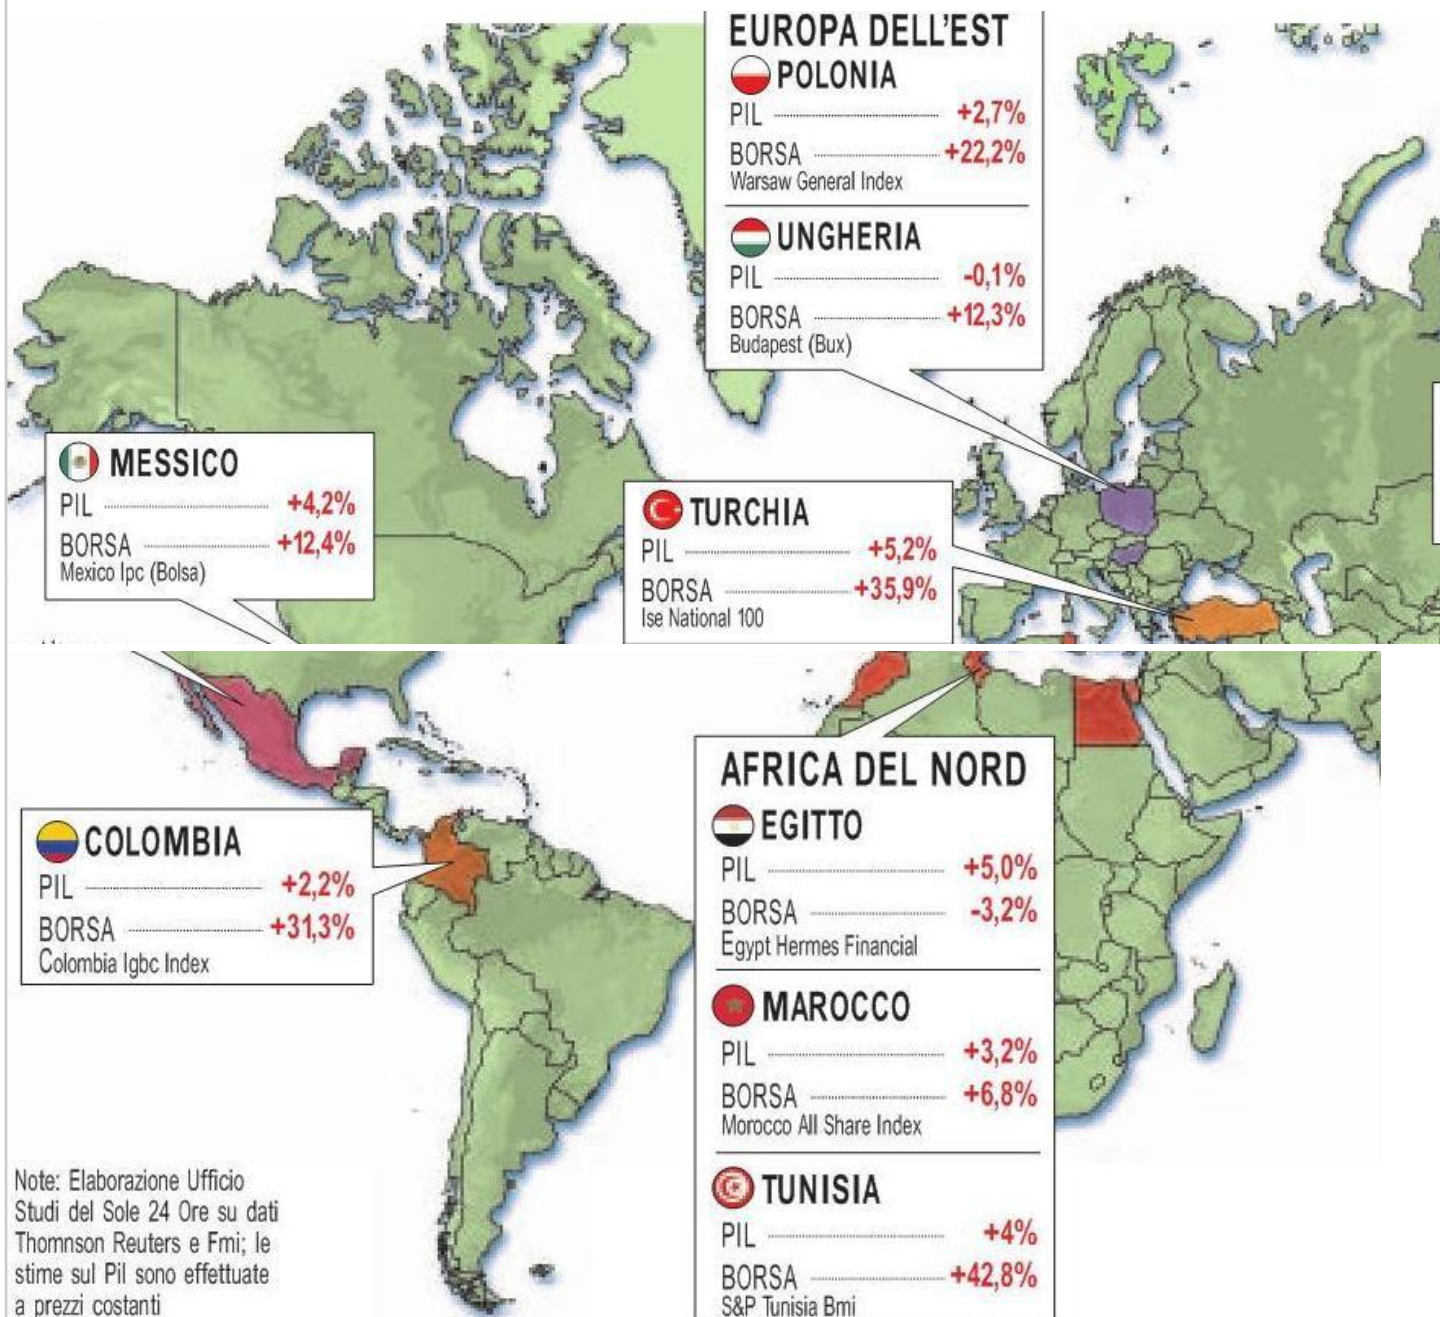 EUROPA DELL'EST
POLONIA
PIL +2,7%
BORSA +22,2%
Warsaw General Index
UNGHERIA
PIL -0,1%
BORSA +12,3%
Budapest (Bux)
MESSICO
PIL +4,2%
BORSA +12,4%
Mexico Ipc (Bolsa)
TURCHIA
PIL +5,2%
BORSA +35,9%
Ise National 100
COLOMBIA
PIL +2,2%
BORSA +31,3%
Colombia Igbc Index
AFRICA DEL NORD
EGITTO
PIL +5,0%
BORSA -3,2%
Egypt Hermes Financial
MAROCCO
PIL +3,2%
BORSA +6,8%
Morocco All Share Index
TUNISIA
PIL +4%
BORSA +42,8%
S&P Tunisia Bmi
Note: Elaborazione Ufficio
Studi del Sole 24 Ore su dati
Thomnson Reuters e Fmi; le
stime sul Pil sono effettuate
a prezzi costanti